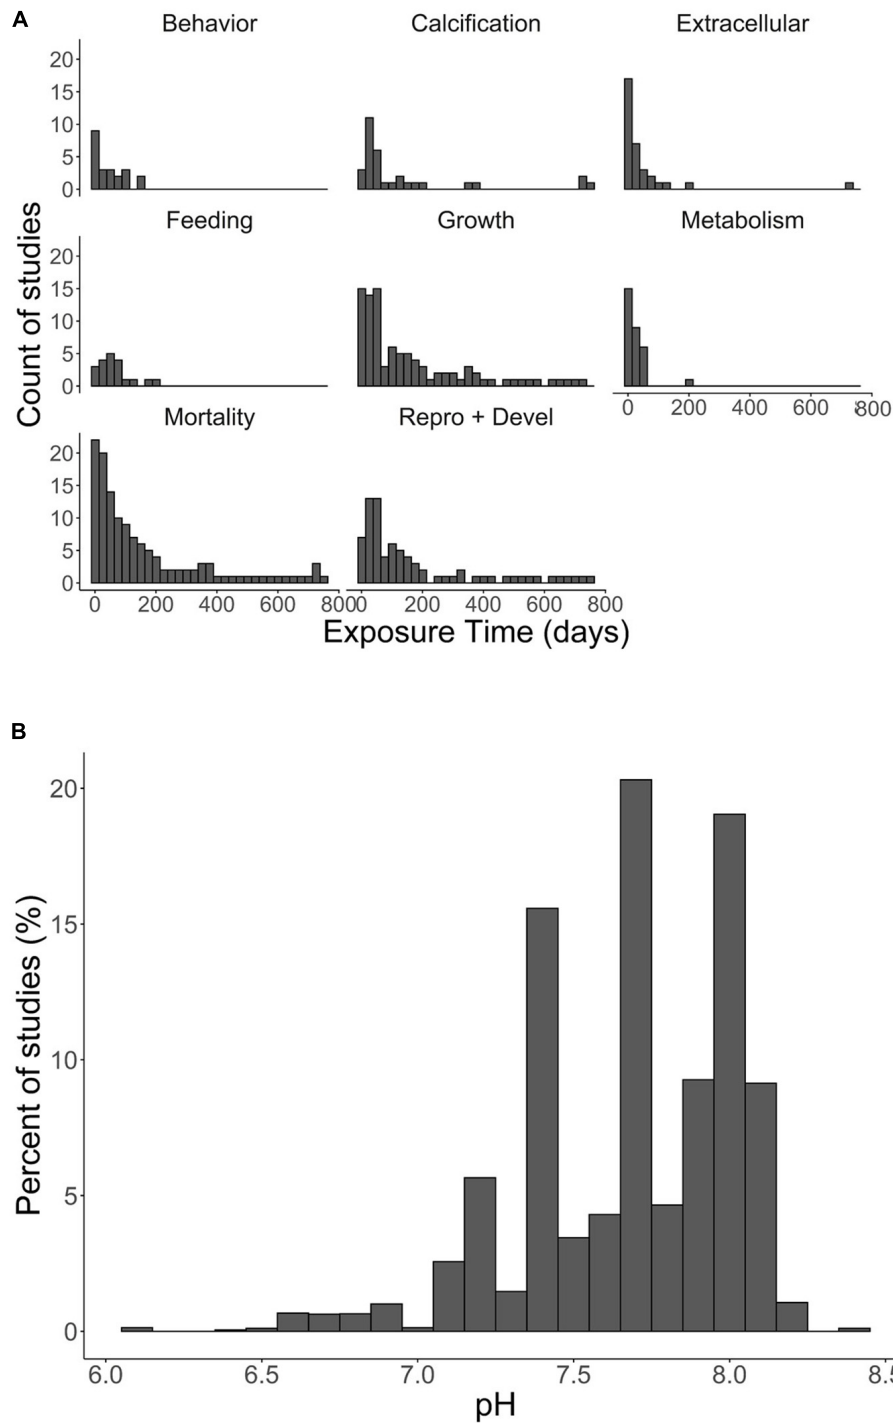 A
Behavior Calcification Extracellular
20
15
10
5
0
Feeding Growth Metabolism
20
15
10
5
0
0 200 400 600 800
Mortality Repro + Devel
20
15
10
5
0
0 200 400 600 800 0 200 400 600 800
Count of studies
Exposure Time (days)
B
20
15
10
5
0
Percent of studies (%)
6.0 6.5 7.0 7.5 8.0 8.5
pH